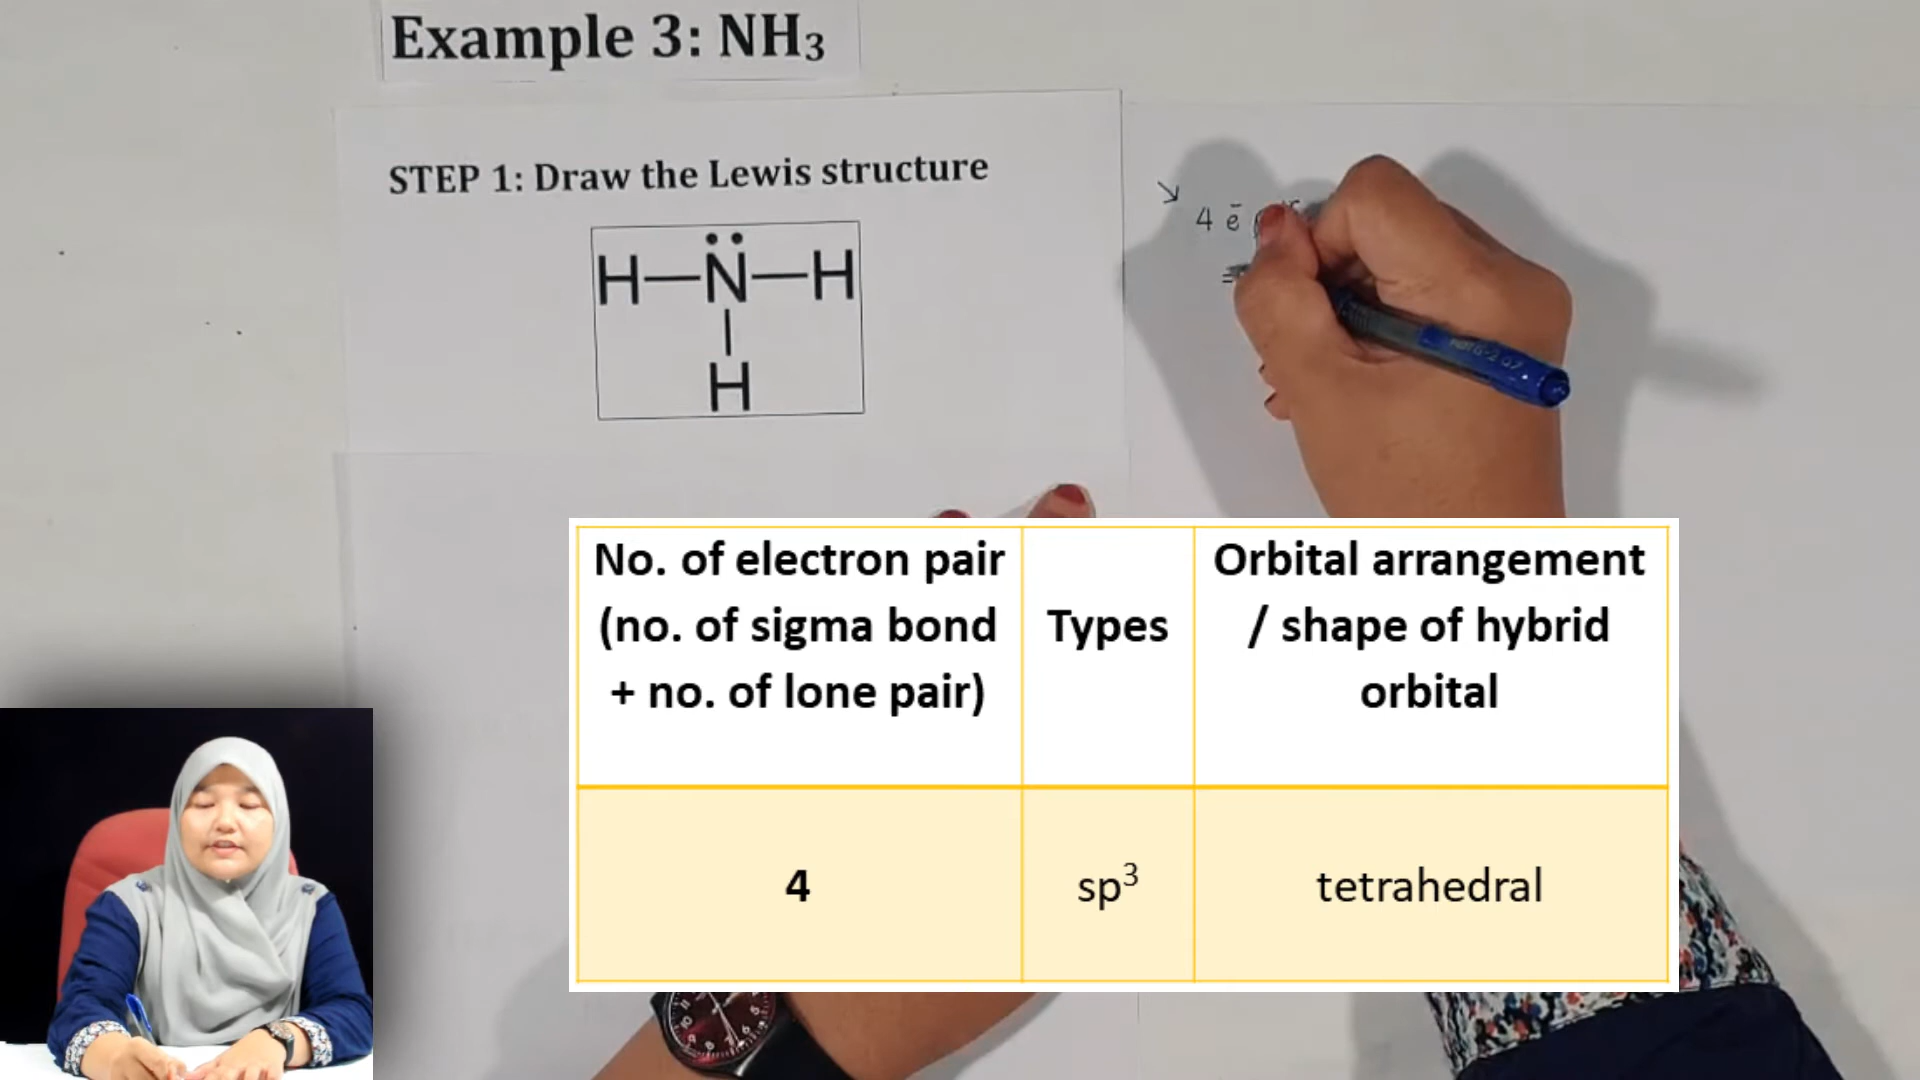 Example 3: NH₃
STEP 1: Draw the Lewis structure
H—N—H
H
4 ē
=
No. of electron pair
(no. of sigma bond
+ no. of lone pair)
Types
Orbital arrangement
/ shape of hybrid
orbital
4
sp³
tetrahedral